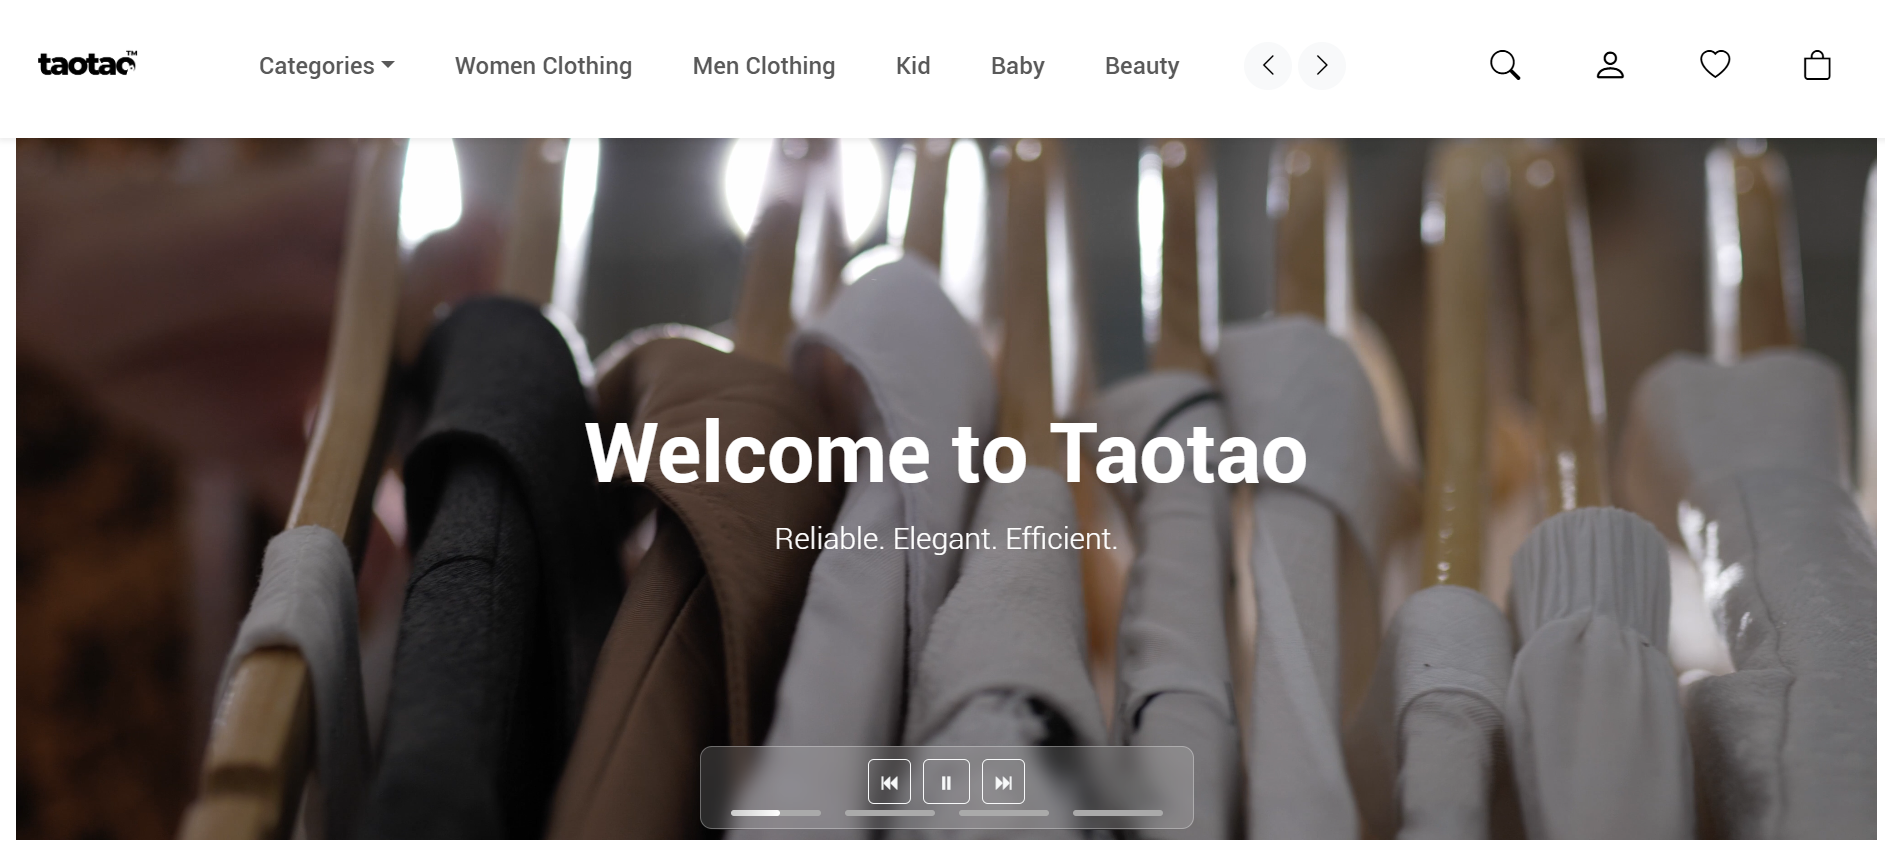 taotao™
Categories
Women Clothing
Men Clothing
Kid
Baby
Beauty
Welcome to Taotao
Reliable. Elegant. Efficient.